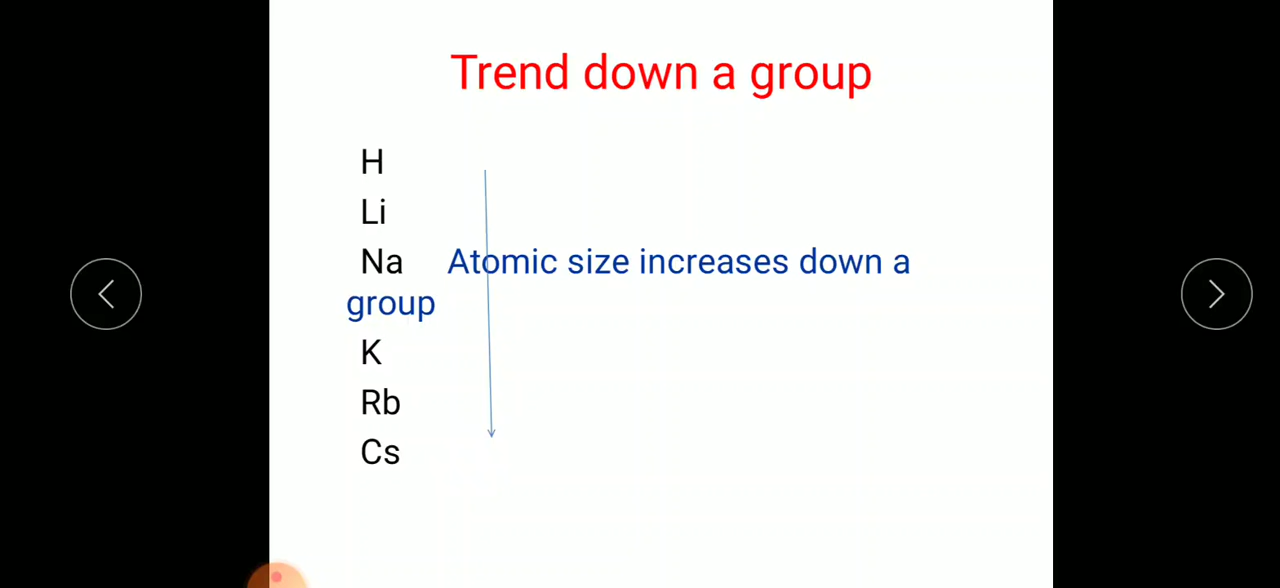 Trend down a group
H
Li
Na Atomic size increases down a
group
K
Rb
Cs